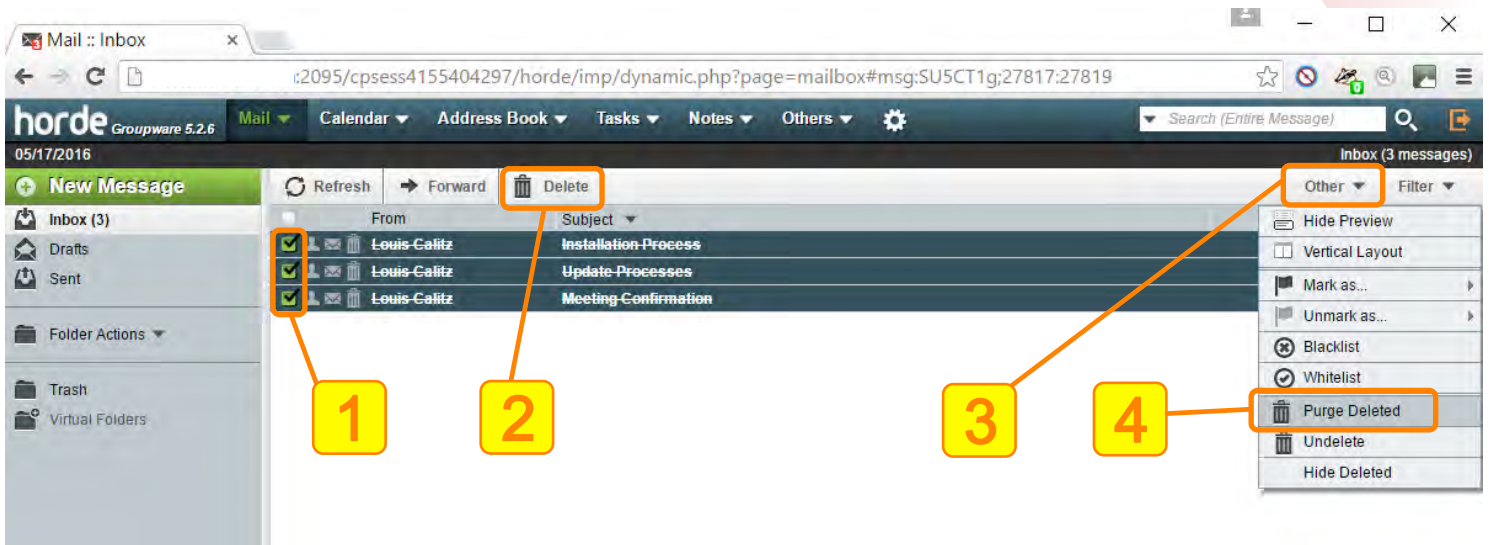 Mail :: Inbox
:2095/cpsess4155404297/horde/imp/dynamic.php?page=mailbox#msg:SU5CT1g;27817:27819
horde Groupware 5.2.6 Mail Calendar Address Book Tasks Notes Others Search (Entire Message)
05/17/2016 Inbox (3 messages)
New Message Refresh Forward Delete Other Filter
Inbox (3) From Subject Hide Preview
Drafts Louis Calitz Installation Process Vertical Layout
Sent Louis Calitz Update Processes Mark as...
Louis Calitz Meeting Confirmation Unmark as...
Folder Actions Blacklist
Trash Whitelist
Virtual Folders 1 2 3 4 Purge Deleted
Undelete
Hide Deleted